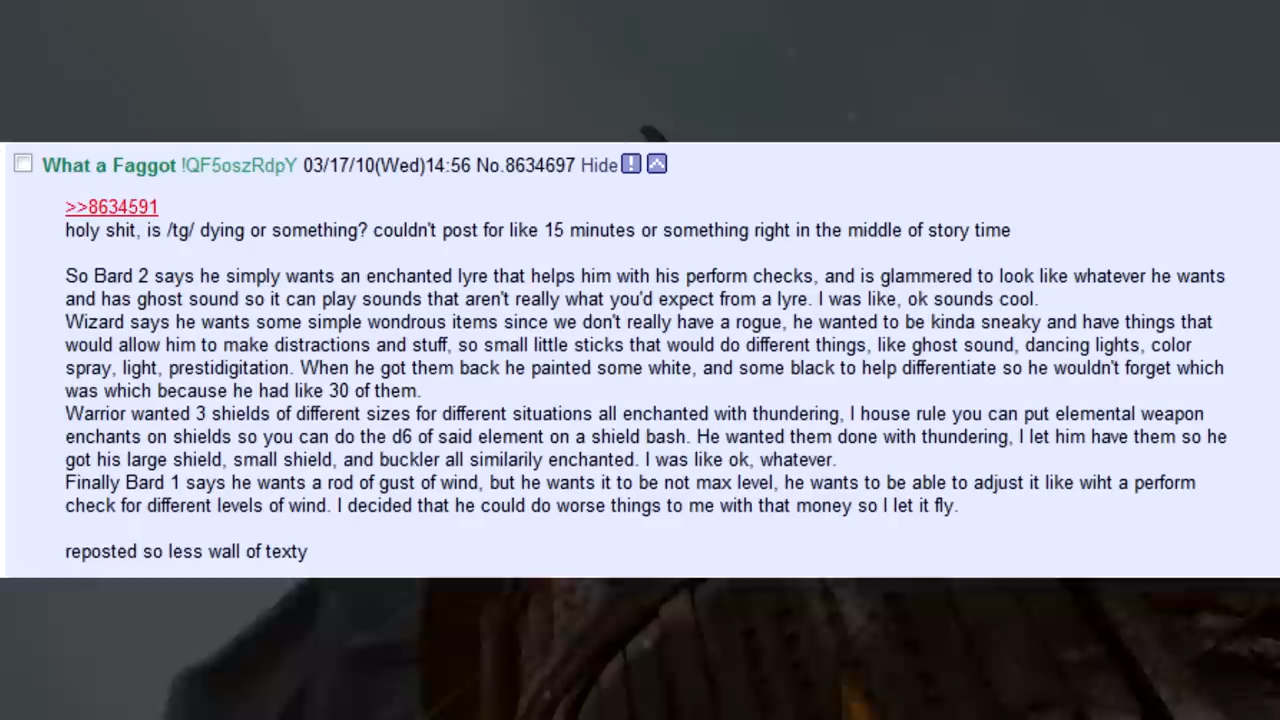 What a Faggot !QF5oszRdpY 03/17/10(Wed)14:56 No.8634697 Hide
>>8634591
holy shit, is /tg/ dying or something? couldn't post for like 15 minutes or something right in the middle of story time
So Bard 2 says he simply wants an enchanted lyre that helps him with his perform checks, and is glammered to look like whatever he wants
and has ghost sound so it can play sounds that aren't really what you'd expect from a lyre. I was like, ok sounds cool.
Wizard says he wants some simple wondrous items since we don't really have a rogue, he wanted to be kinda sneaky and have things that
would allow him to make distractions and stuff, so small little sticks that would do different things, like ghost sound, dancing lights, color
spray, light, prestidigitation. When he got them back he painted some white, and some black to help differentiate so he wouldn't forget which
was which because he had like 30 of them.
Warrior wanted 3 shields of different sizes for different situations all enchanted with thundering, I house rule you can put elemental weapon
enchants on shields so you can do the d6 of said element on a shield bash. He wanted them done with thundering, I let him have them so he
got his large shield, small shield, and buckler all similarily enchanted. I was like ok, whatever.
Finally Bard 1 says he wants a rod of gust of wind, but he wants it to be not max level, he wants to be able to adjust it like wiht a perform
check for different levels of wind. I decided that he could do worse things to me with that money so I let it fly.
reposted so less wall of texty